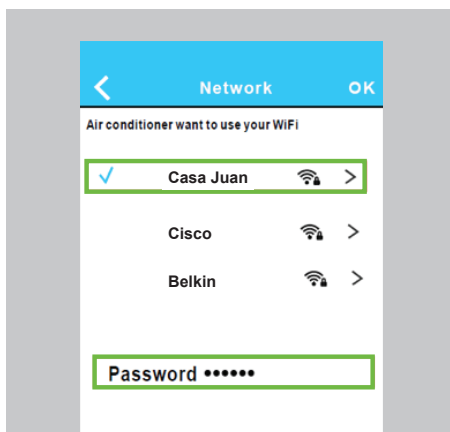 Network OK
Air conditioner want to use your WiFi
Casa Juan
Cisco
Belkin
Password ••••••